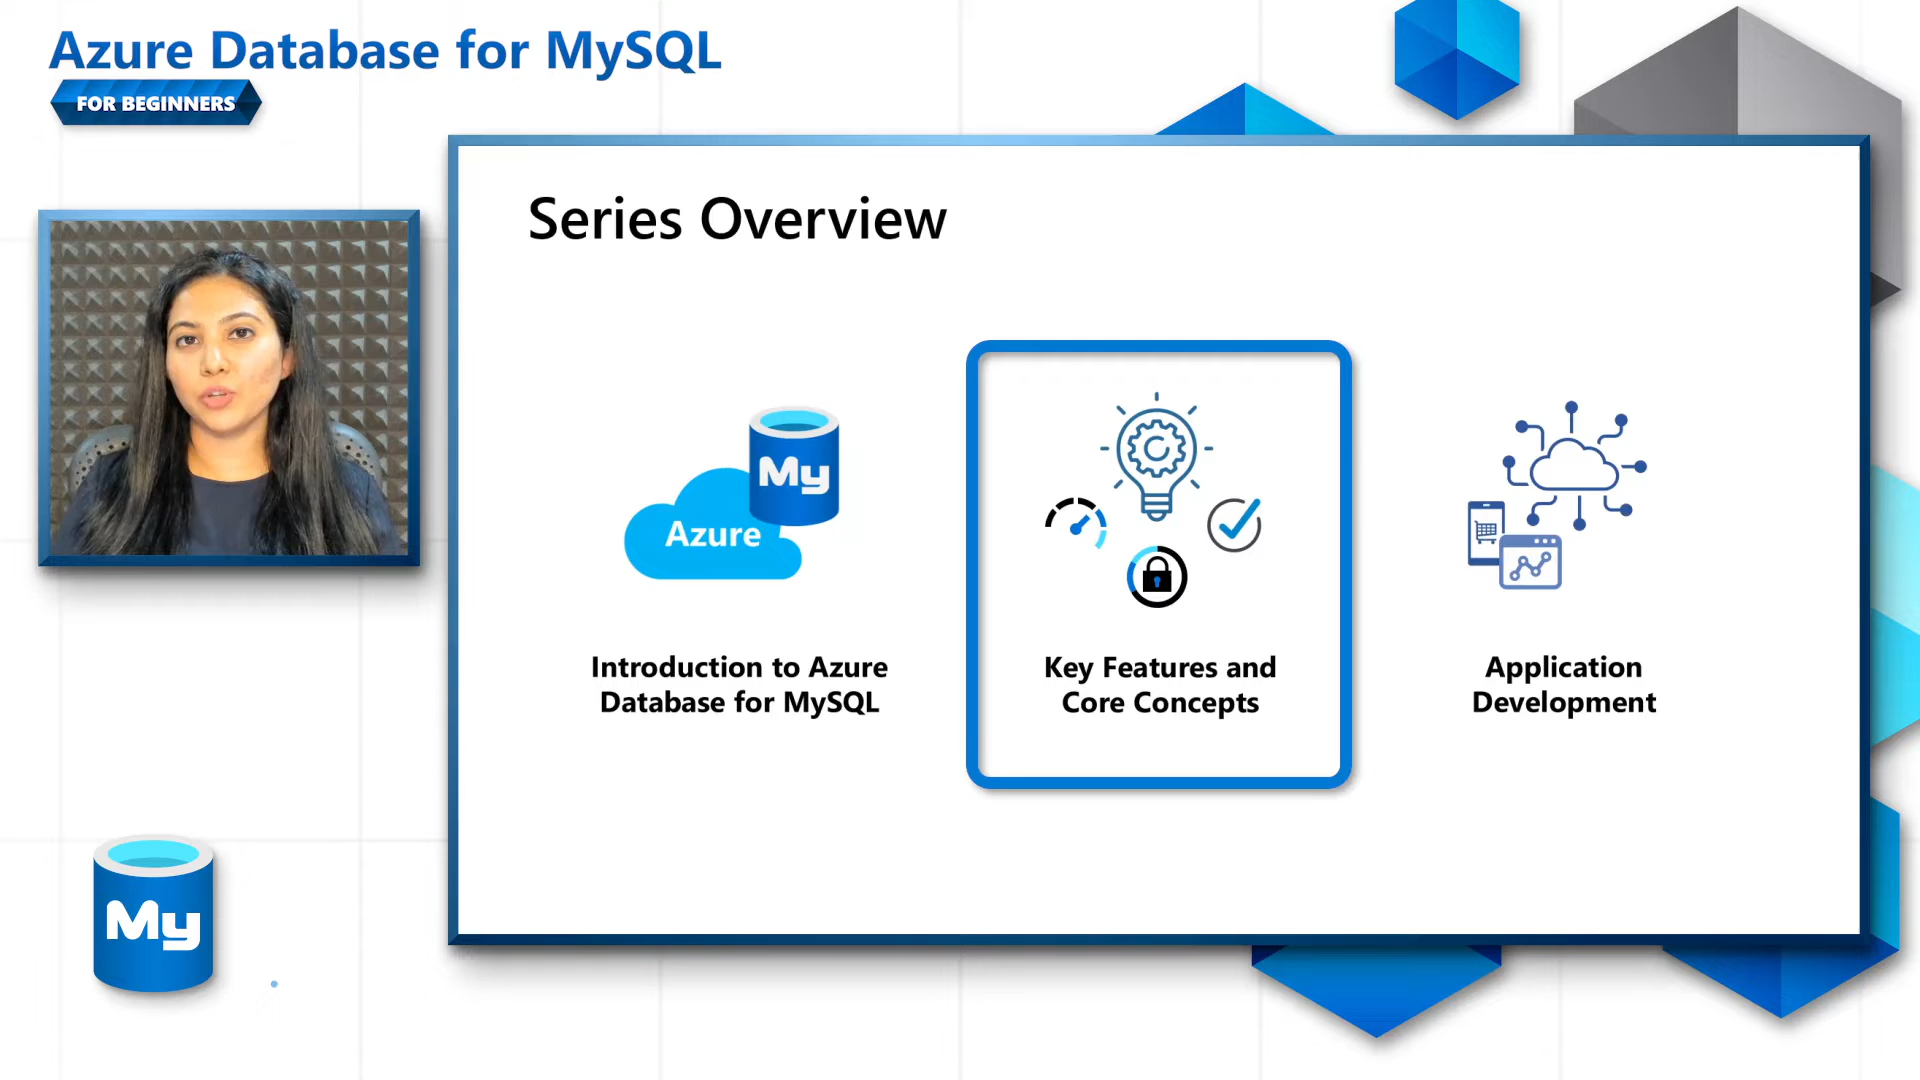 Azure Database for MySQL
FOR BEGINNERS
Series Overview
My
Azure
Introduction to Azure
Database for MySQL
Key Features and
Core Concepts
Application
Development
My